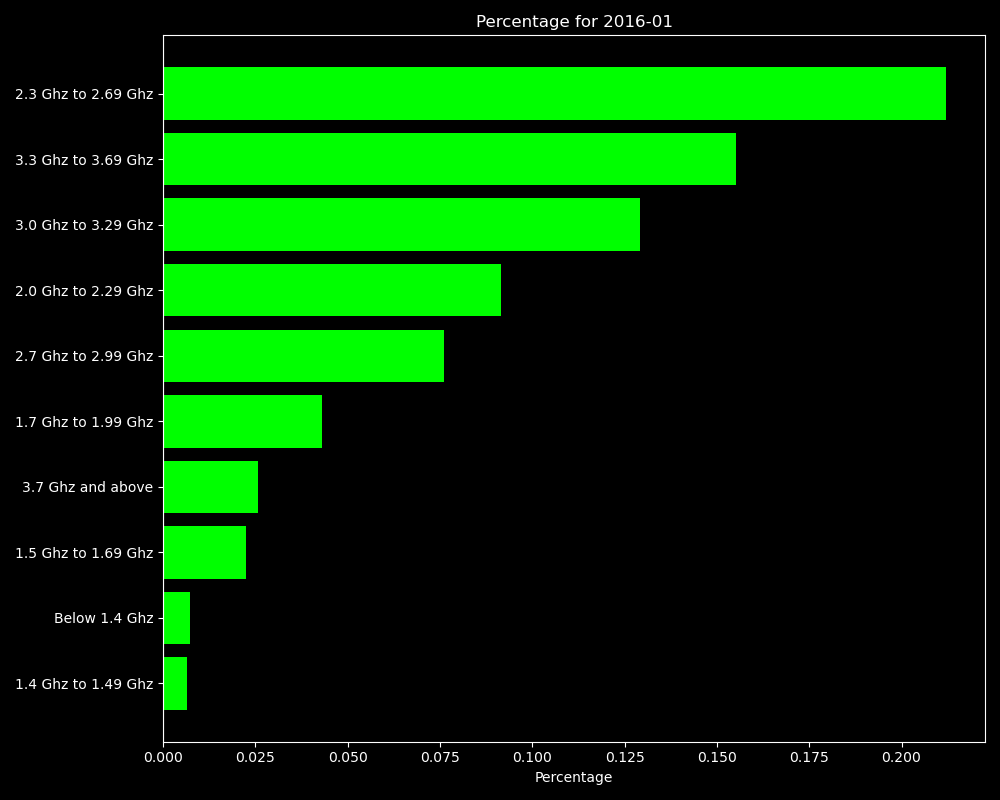 Percentage for 2016-01
2.3 Ghz to 2.69 Ghz
3.3 Ghz to 3.69 Ghz
3.0 Ghz to 3.29 Ghz
2.0 Ghz to 2.29 Ghz
2.7 Ghz to 2.99 Ghz
1.7 Ghz to 1.99 Ghz
3.7 Ghz and above
1.5 Ghz to 1.69 Ghz
Below 1.4 Ghz
1.4 Ghz to 1.49 Ghz
0.000 0.025 0.050 0.075 0.100 0.125 0.150 0.175 0.200
Percentage